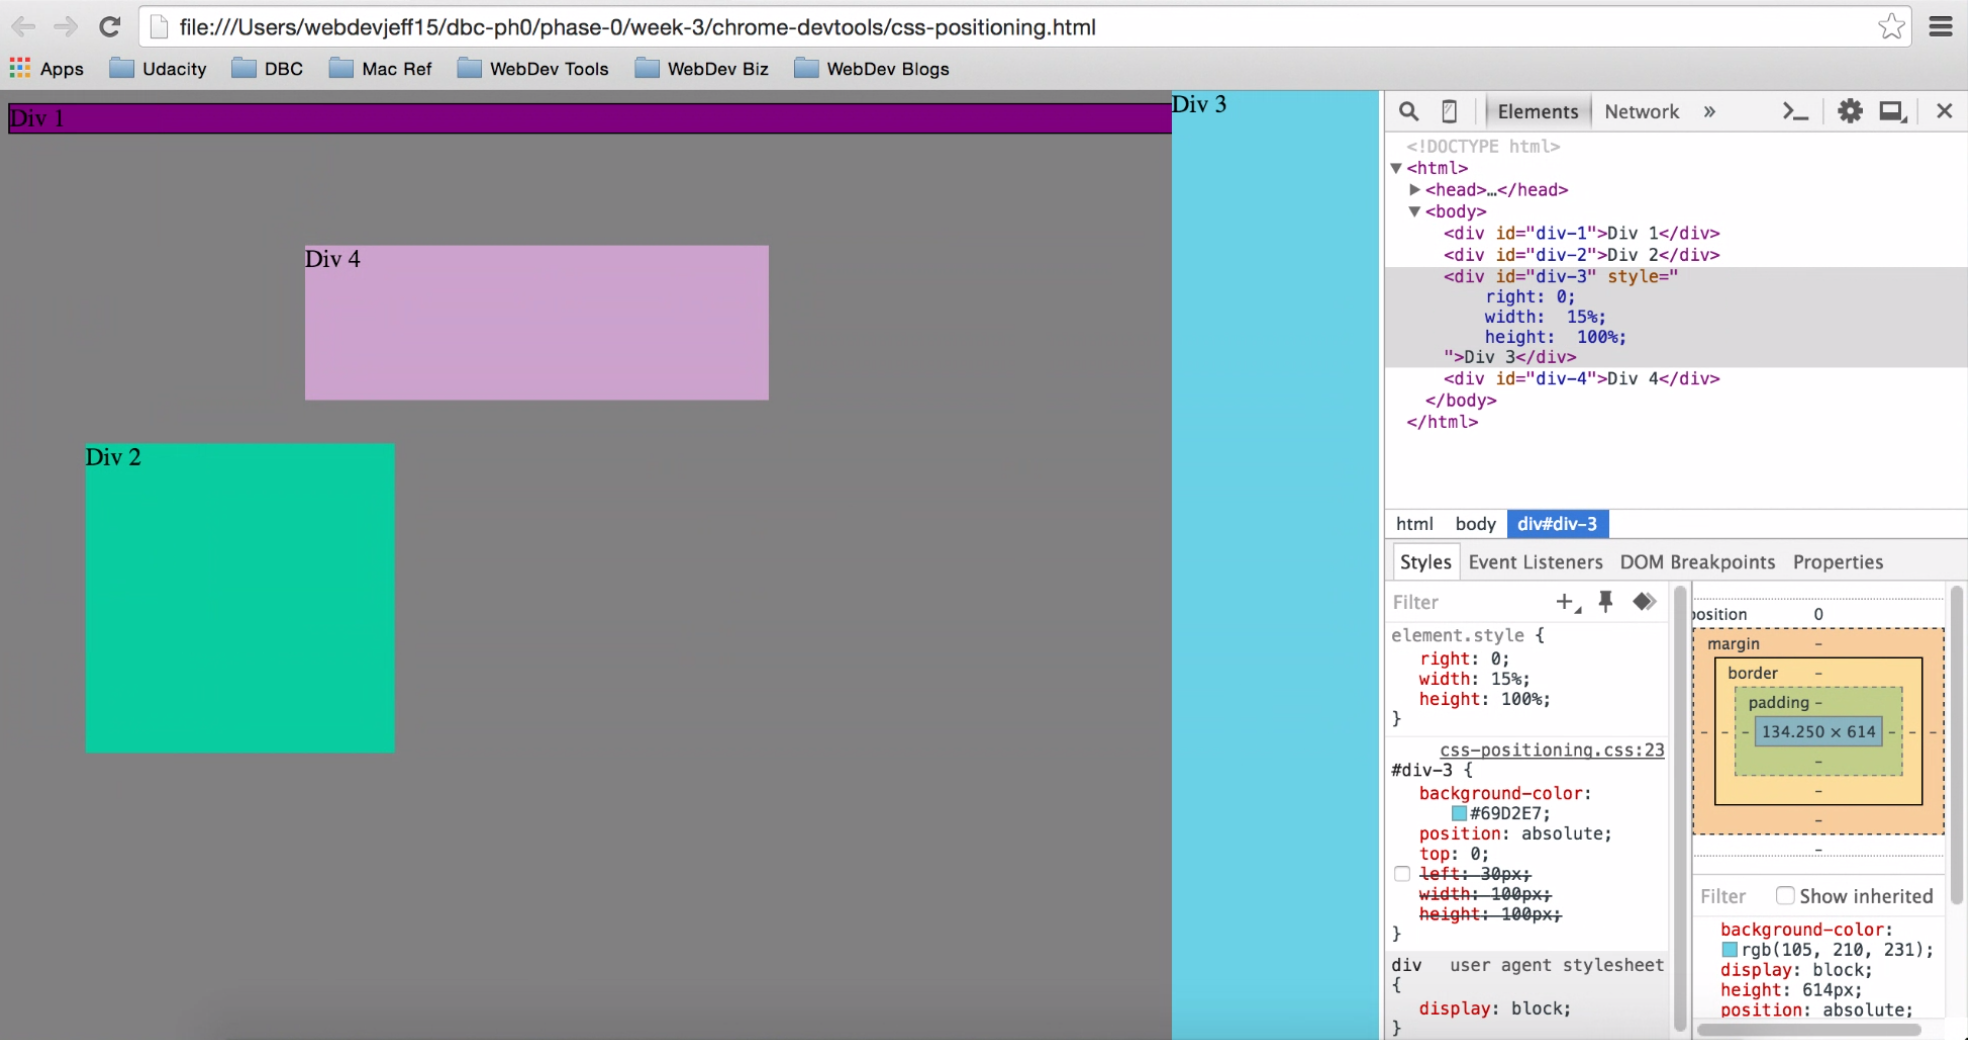 file:///Users/webdevjeff15/dbc-ph0/phase-0/week-3/chrome-devtools/css-positioning.html
Apps Udacity DBC Mac Ref WebDev Tools WebDev Biz WebDev Blogs
Div 1
Div 3
Div 4
Div 2
Elements Network »
<!DOCTYPE html>
<html>
<head>…</head>
<body>
<div id="div-1">Div 1</div>
<div id="div-2">Div 2</div>
<div id="div-3" style="
right: 0;
width:  15%;
height:  100%;
">Div 3</div>
<div id="div-4">Div 4</div>
</body>
</html>
html body div#div-3
Styles Event Listeners DOM Breakpoints Properties
Filter
element.style {
right: 0;
width: 15%;
height: 100%;
}
css-positioning.css:23
#div-3 {
background-color:
#69D2E7;
position: absolute;
top: 0;
left: 30px;
width: 100px;
height: 100px;
}
div user agent stylesheet
{
display: block;
}
osition 0
margin –
border –
padding –
– – – 134.250 × 614 – – –
–
–
–
–
Filter Show inherited
background-color:
rgb(105, 210, 231);
display: block;
height: 614px;
position: absolute;